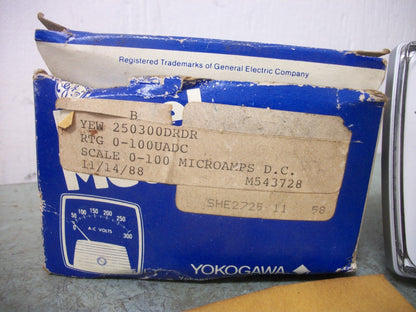 Registered Trademarks of General Electric Company
B
YEW 250300DRDR
RTG 0-100UADC
SCALE 0-100 MICROAMPS D.C.
11/14/88 M543728
SHE2725 11 58
50 100 150 200 250
0 300
A-C VOLTS
YOKOGAWA